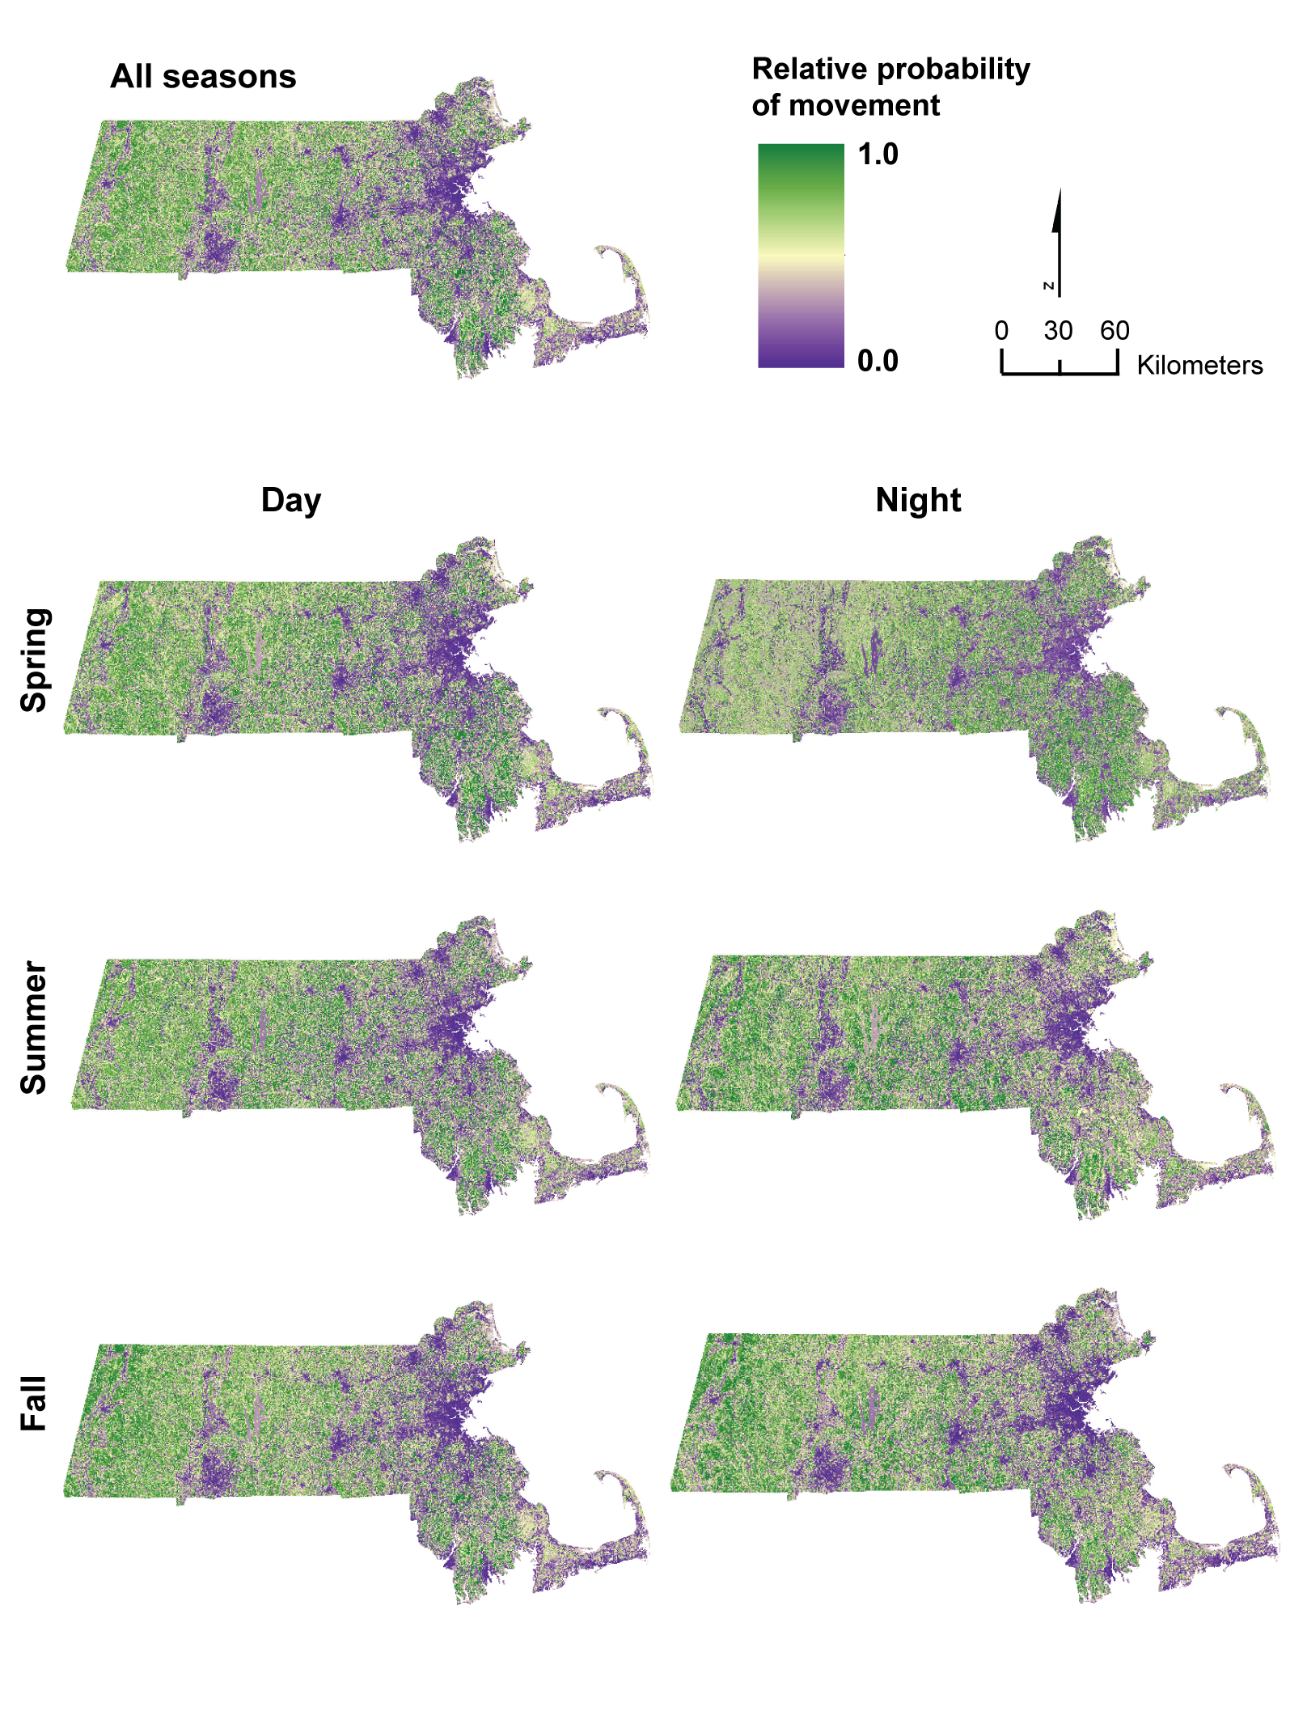 All seasons
Relative probability
of movement
1.0
0.0
z
0 30 60
Kilometers
Day Night
Spring
Summer
Fall